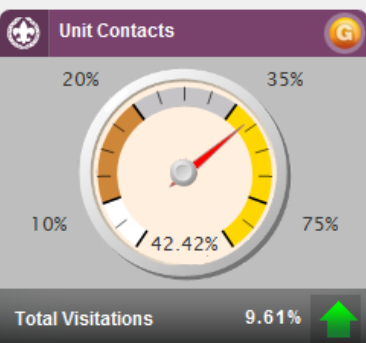 Unit Contacts G
20% 35%
10% 75%
42.42%
Total Visitations 9.61%